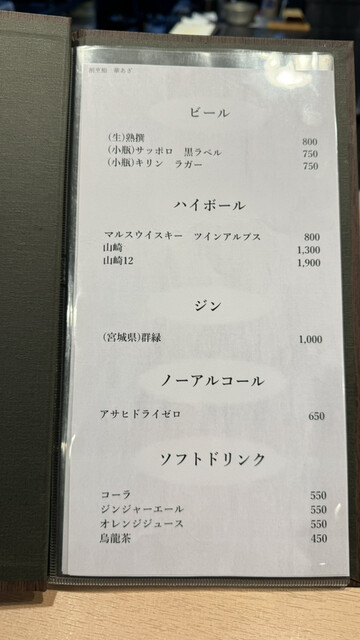 ビール
(生)熟撰 800
(小瓶)サッポロ 黒ラベル 750
(小瓶)キリン ラガー 750
ハイボール
マルスウイスキー ツインアルプス 800
山崎 1,300
山崎12 1,900
ジン
(宮城県)群緑 1,000
ノーアルコール
アサヒドライゼロ 650
ソフトドリンク
コーラ 550
ジンジャーエール 550
オレンジジュース 550
烏龍茶 450